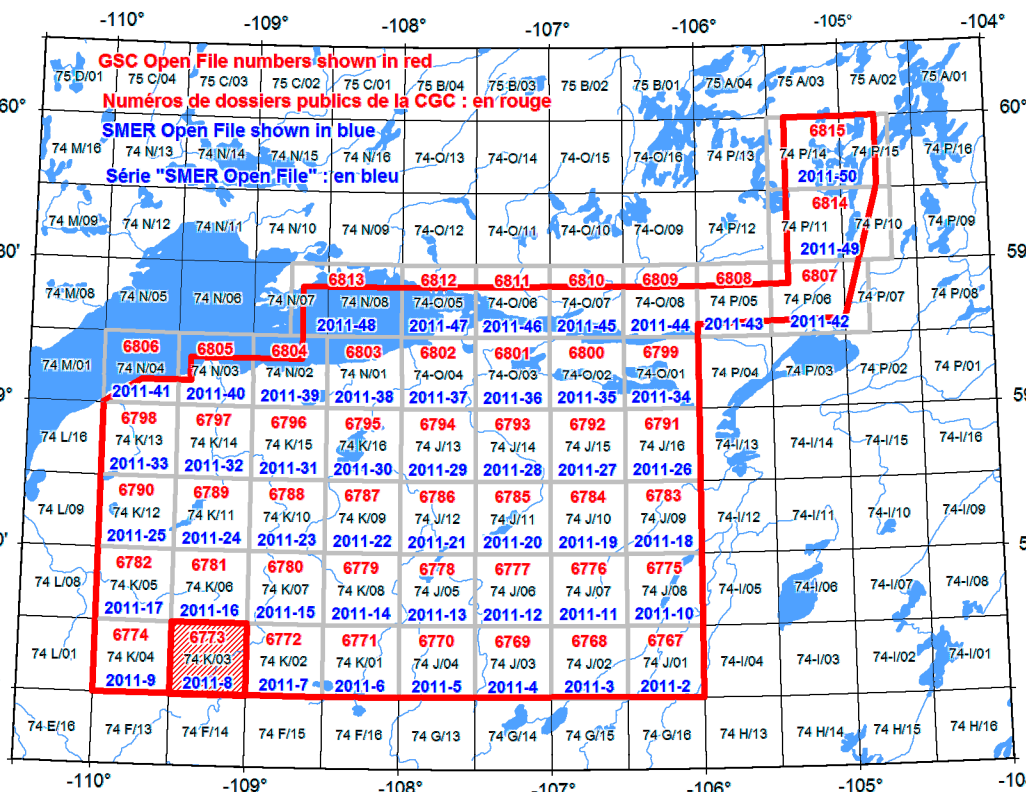 -110° -109° -108° -107° -106° -105° -104°
GSC Open File numbers shown in red
75 D/01 75 C/04 75 C/03 75 C/02 75 C/01 75 B/04 75 B/03 75 B/02 75 B/01 75 A/04 75 A/03 75 A/02 75 A/01
Numéros de dossiers publics de la CGC : en rouge
60° 60°
SMER Open File shown in blue
6815
74 M/16 74 N/13 74 N/14 74 N/15 74 N/16 74-O/13 74-O/14 74-O/15 74-O/16 74 P/13 74 P/14 74 P/15 74 P/16
Série "SMER Open File" : en bleu
2011-50
6814
74 M/09 74 N/12 74 N/11 74 N/10 74 N/09 74-O/12 74-O/11 74-O/10 74-O/09 74 P/12 74 P/11 74 P/10 74 P/09
2011-49
30' 59
6813 6812 6811 6810 6809 6808 6807
74 M/08 74 N/05 74 N/06 74 N/07 74 N/08 74-O/05 74-O/06 74-O/07 74-O/08 74 P/05 74 P/06 74 P/07 74 P/08
2011-48 2011-47 2011-46 2011-45 2011-44 2011-43 2011-42
6806 6805 6804 6803 6802 6801 6800 6799
74 M/01 74 N/04 74 N/03 74 N/02 74 N/01 74-O/04 74-O/03 74-O/02 74-O/01 74 P/04 74 P/03 74 P/02 74 P/01
2011-41 2011-40 2011-39 2011-38 2011-37 2011-36 2011-35 2011-34
9° 59
6798 6797 6796 6795 6794 6793 6792 6791
74 L/16 74 K/13 74 K/14 74 K/15 74 K/16 74 J/13 74 J/14 74 J/15 74 J/16 74-I/13 74-I/14 74-I/15 74-I/16
2011-33 2011-32 2011-31 2011-30 2011-29 2011-28 2011-27 2011-26
6790 6789 6788 6787 6786 6785 6784 6783
74 L/09 74 K/12 74 K/11 74 K/10 74 K/09 74 J/12 74 J/11 74 J/10 74 J/09 74-I/12 74-I/11 74-I/10 74-I/09
2011-25 2011-24 2011-23 2011-22 2011-21 2011-20 2011-19 2011-18
0' 5
6782 6781 6780 6779 6778 6777 6776 6775
74 L/08 74 K/05 74 K/06 74 K/07 74 K/08 74 J/05 74 J/06 74 J/07 74 J/08 74-I/05 74-I/06 74-I/07 74-I/08
2011-17 2011-16 2011-15 2011-14 2011-13 2011-12 2011-11 2011-10
6774 6773 6772 6771 6770 6769 6768 6767
74 L/01 74 K/04 74 K/03 74 K/02 74 K/01 74 J/04 74 J/03 74 J/02 74 J/01 74-I/04 74-I/03 74-I/02 74-I/01
2011-9 2011-8 2011-7 2011-6 2011-5 2011-4 2011-3 2011-2
74 E/16 74 F/13 74 F/14 74 F/15 74 F/16 74 G/13 74 G/14 74 G/15 74 G/16 74 H/13 74 H/14 74 H/15 74 H/16
-110° -109° -108° -107° -106° -105° -10